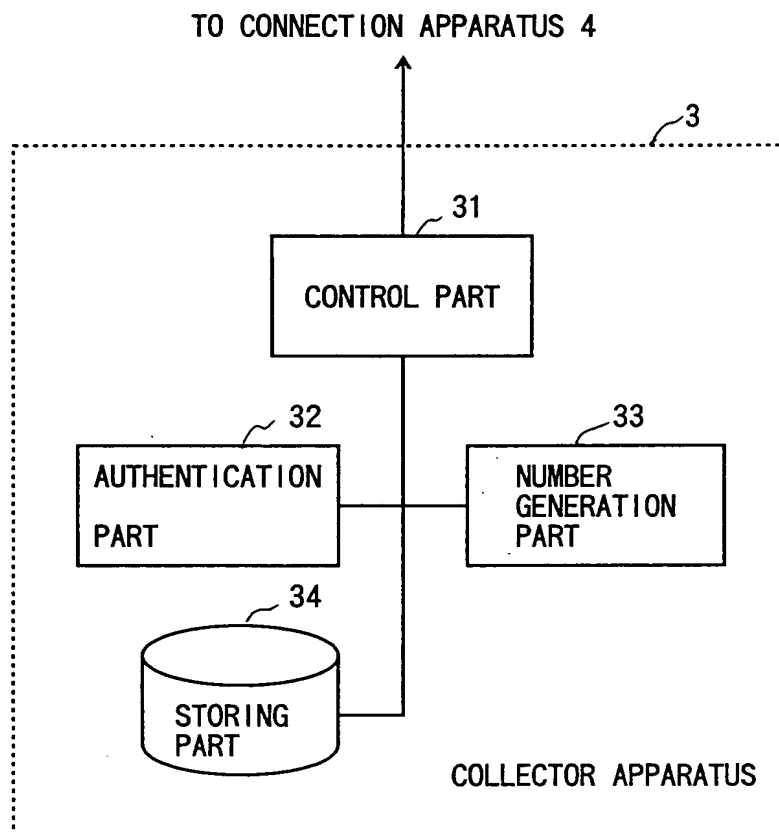 TO CONNECTION APPARATUS 4
3
31
CONTROL PART
32
AUTHENTICATION
PART
33
NUMBER
GENERATION
PART
34
STORING
PART
COLLECTOR APPARATUS